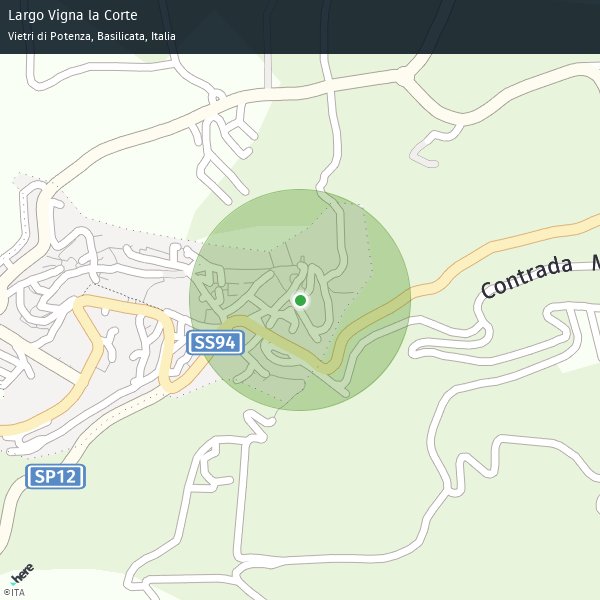 Largo Vigna la Corte
Vietri di Potenza, Basilicata, Italia
Contrada
SS94
SP12
here
©ITA